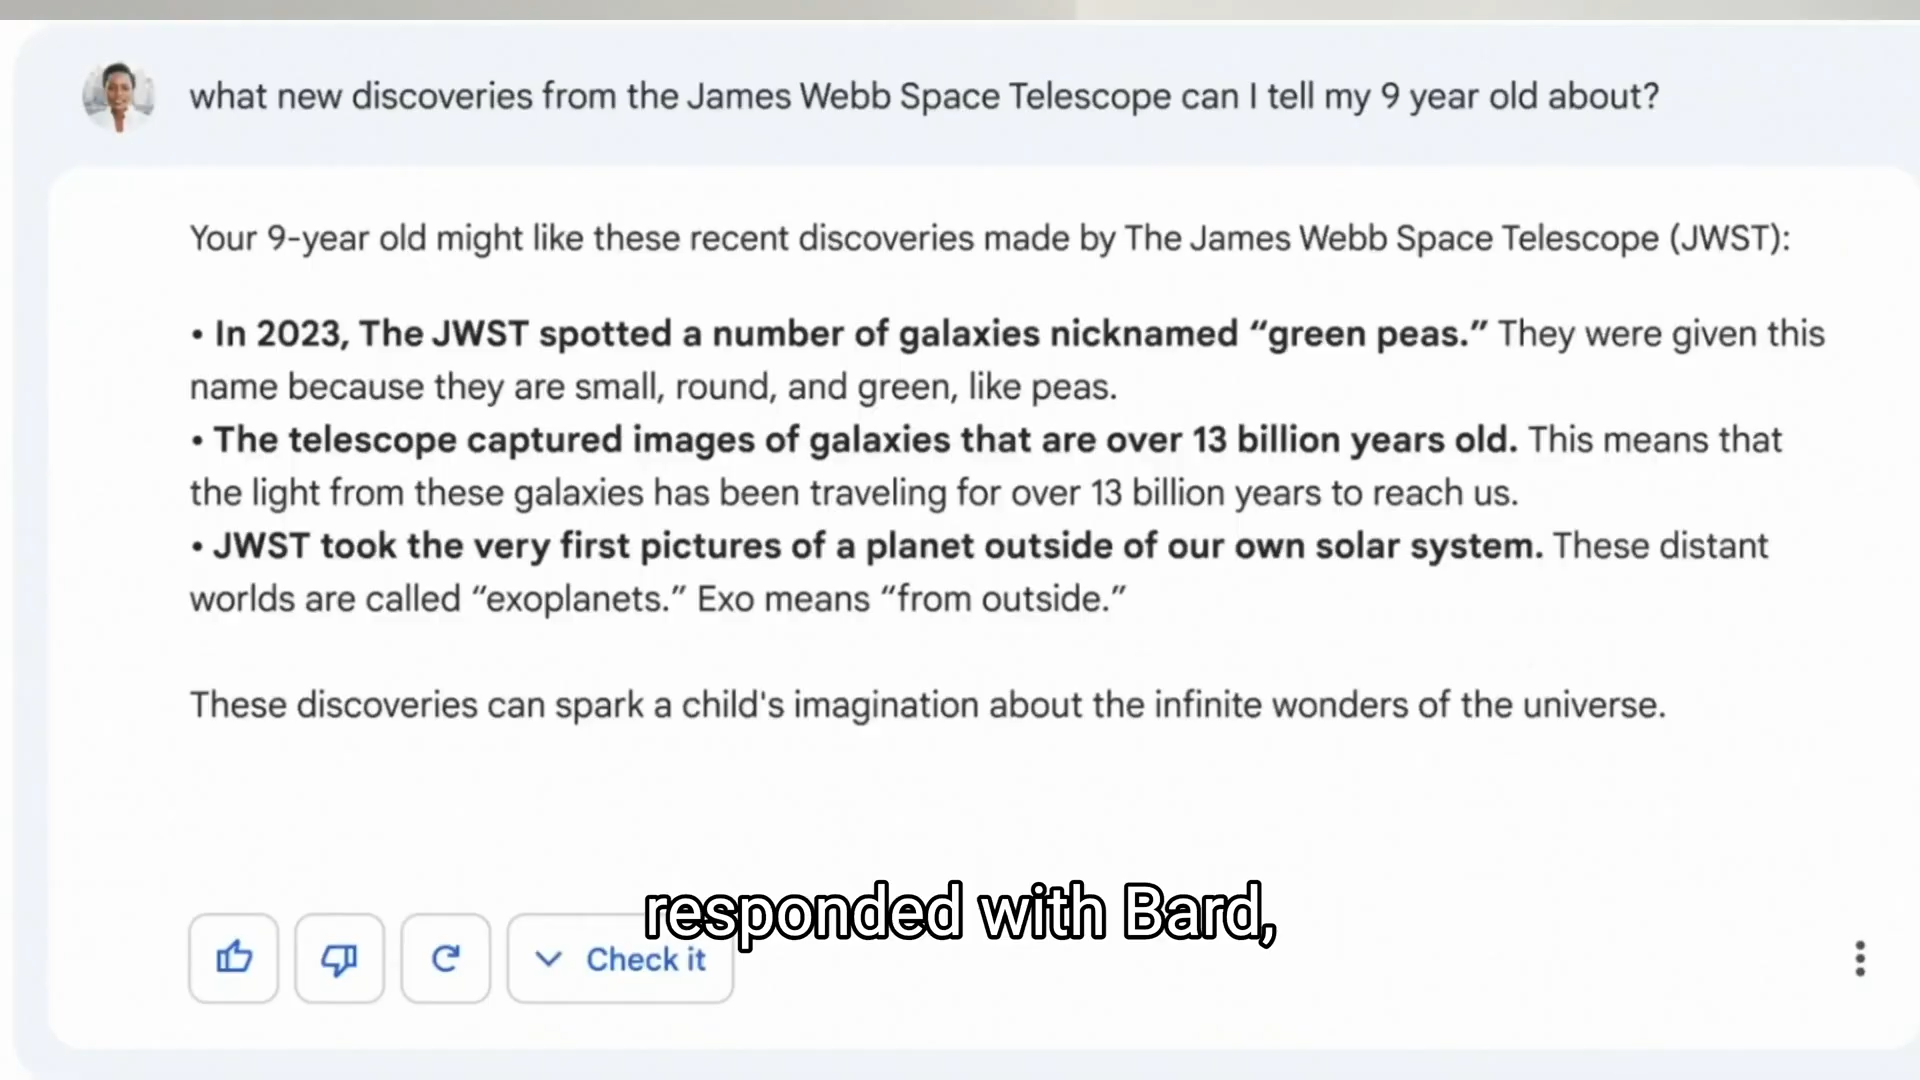 what new discoveries from the James Webb Space Telescope can I tell my 9 year old about?
Your 9-year old might like these recent discoveries made by The James Webb Space Telescope (JWST):
• In 2023, The JWST spotted a number of galaxies nicknamed “green peas.” They were given this
name because they are small, round, and green, like peas.
• The telescope captured images of galaxies that are over 13 billion years old. This means that
the light from these galaxies has been traveling for over 13 billion years to reach us.
• JWST took the very first pictures of a planet outside of our own solar system. These distant
worlds are called “exoplanets.” Exo means “from outside.”
These discoveries can spark a child's imagination about the infinite wonders of the universe.
responded with Bard,
Check it